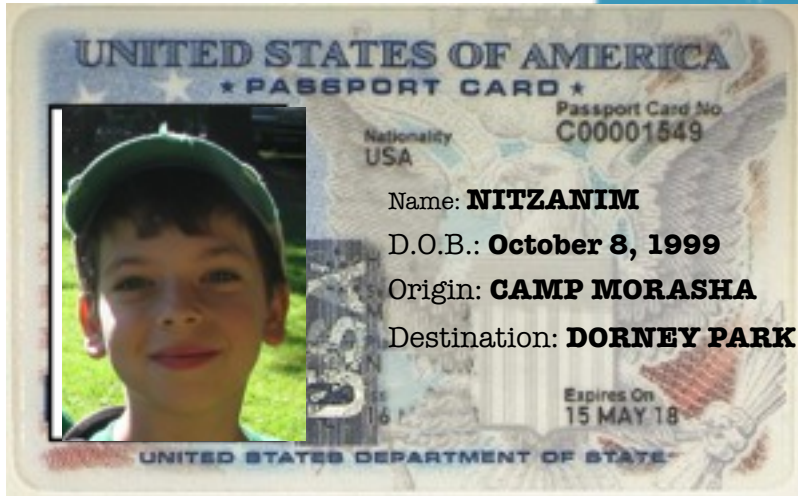 UNITED STATES OF AMERICA
★ PASSPORT CARD ★
Passport Card No
C00001549
Nationality
USA
Name: NITZANIM
D.O.B.: October 8, 1999
Origin: CAMP MORASHA
Destination: DORNEY PARK
USA
Expires On
15 MAY 18
UNITED STATES DEPARTMENT OF STATE